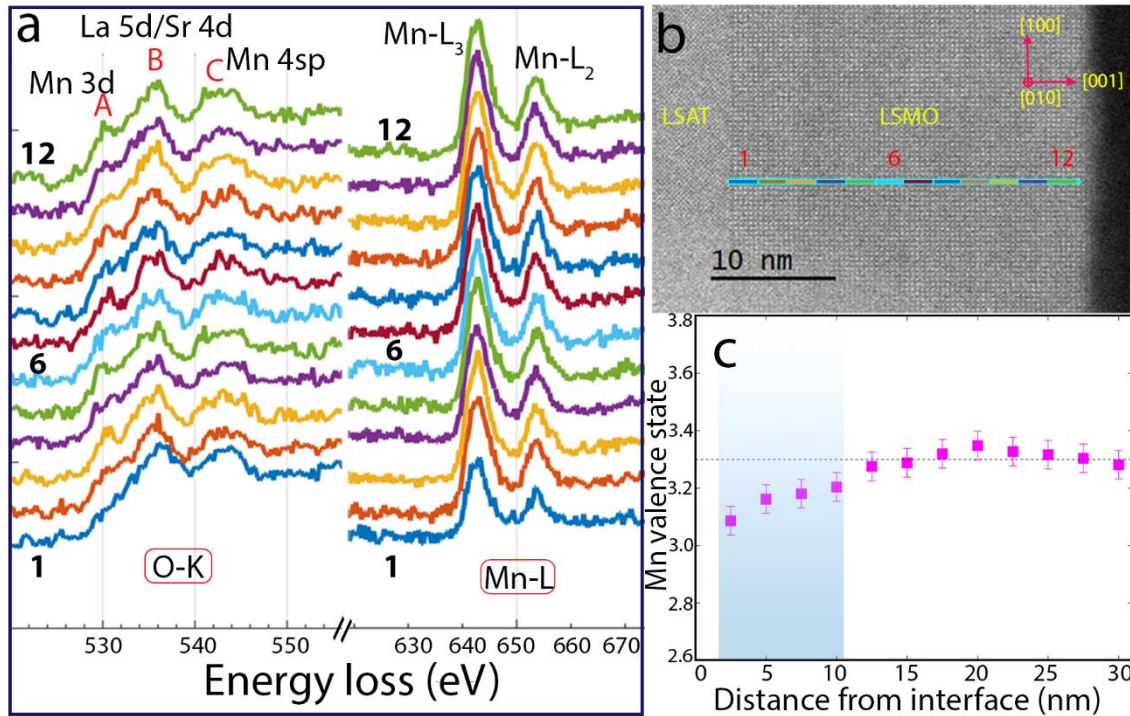 a
La 5d/Sr 4d
Mn 3d
A
B
C
Mn 4sp
Mn-L3
Mn-L2
12
12
6
6
1
1
O-K
Mn-L
530 540 550 630 640 650 660 670
Energy loss (eV)
b
[100]
[001]
[010]
LSAT
LSMO
1
6
12
10 nm
c
3.8
3.4
3.2
3.0
2.8
2.6
Mn valence state
0 5 10 15 20 25 30
Distance from interface (nm)